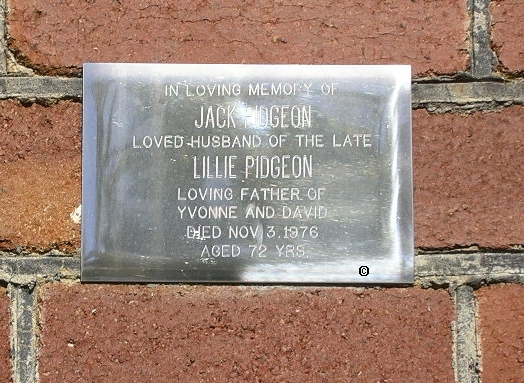 IN LOVING MEMORY OF
JACK PIDGEON
LOVED HUSBAND OF THE LATE
LILLIE PIDGEON
LOVING FATHER OF
YVONNE AND DAVID
DIED NOV. 3. 1976
AGED 72 YRS.
©